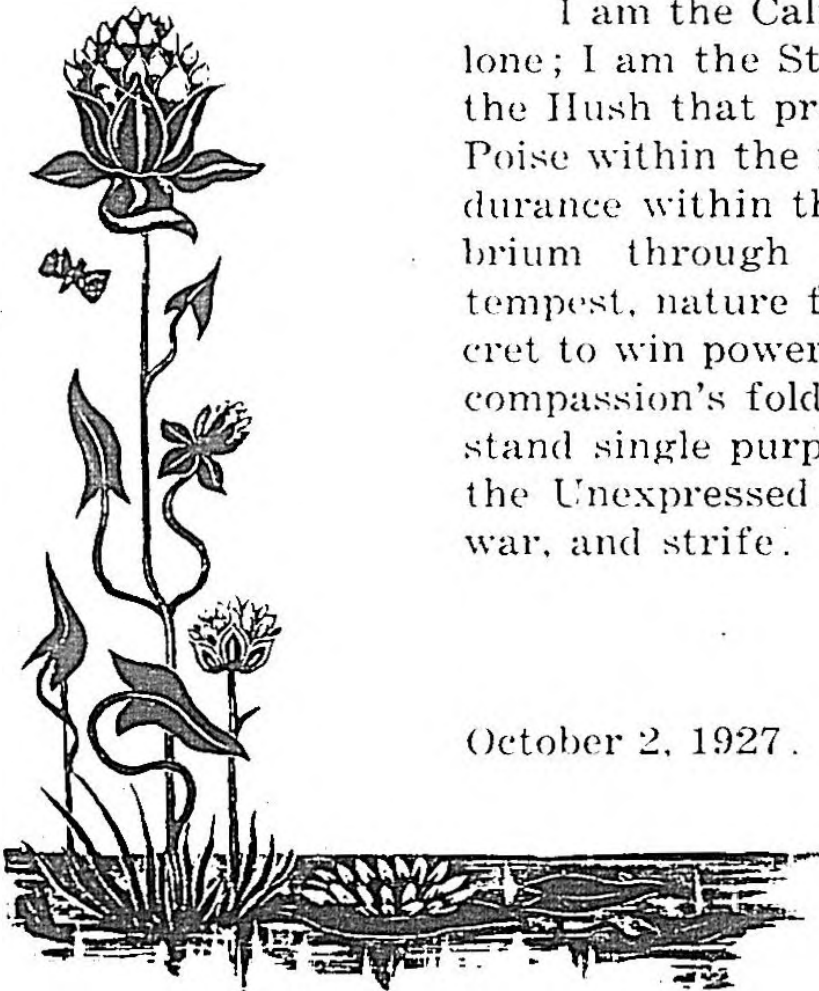 I am the Cal
lone; I am the St
the Hush that pr
Poise within the
durance within th
brium through
tempest, nature f
cret to win power
compassion's fold
stand single purp
the Unexpressed
war, and strife.
October 2, 1927.